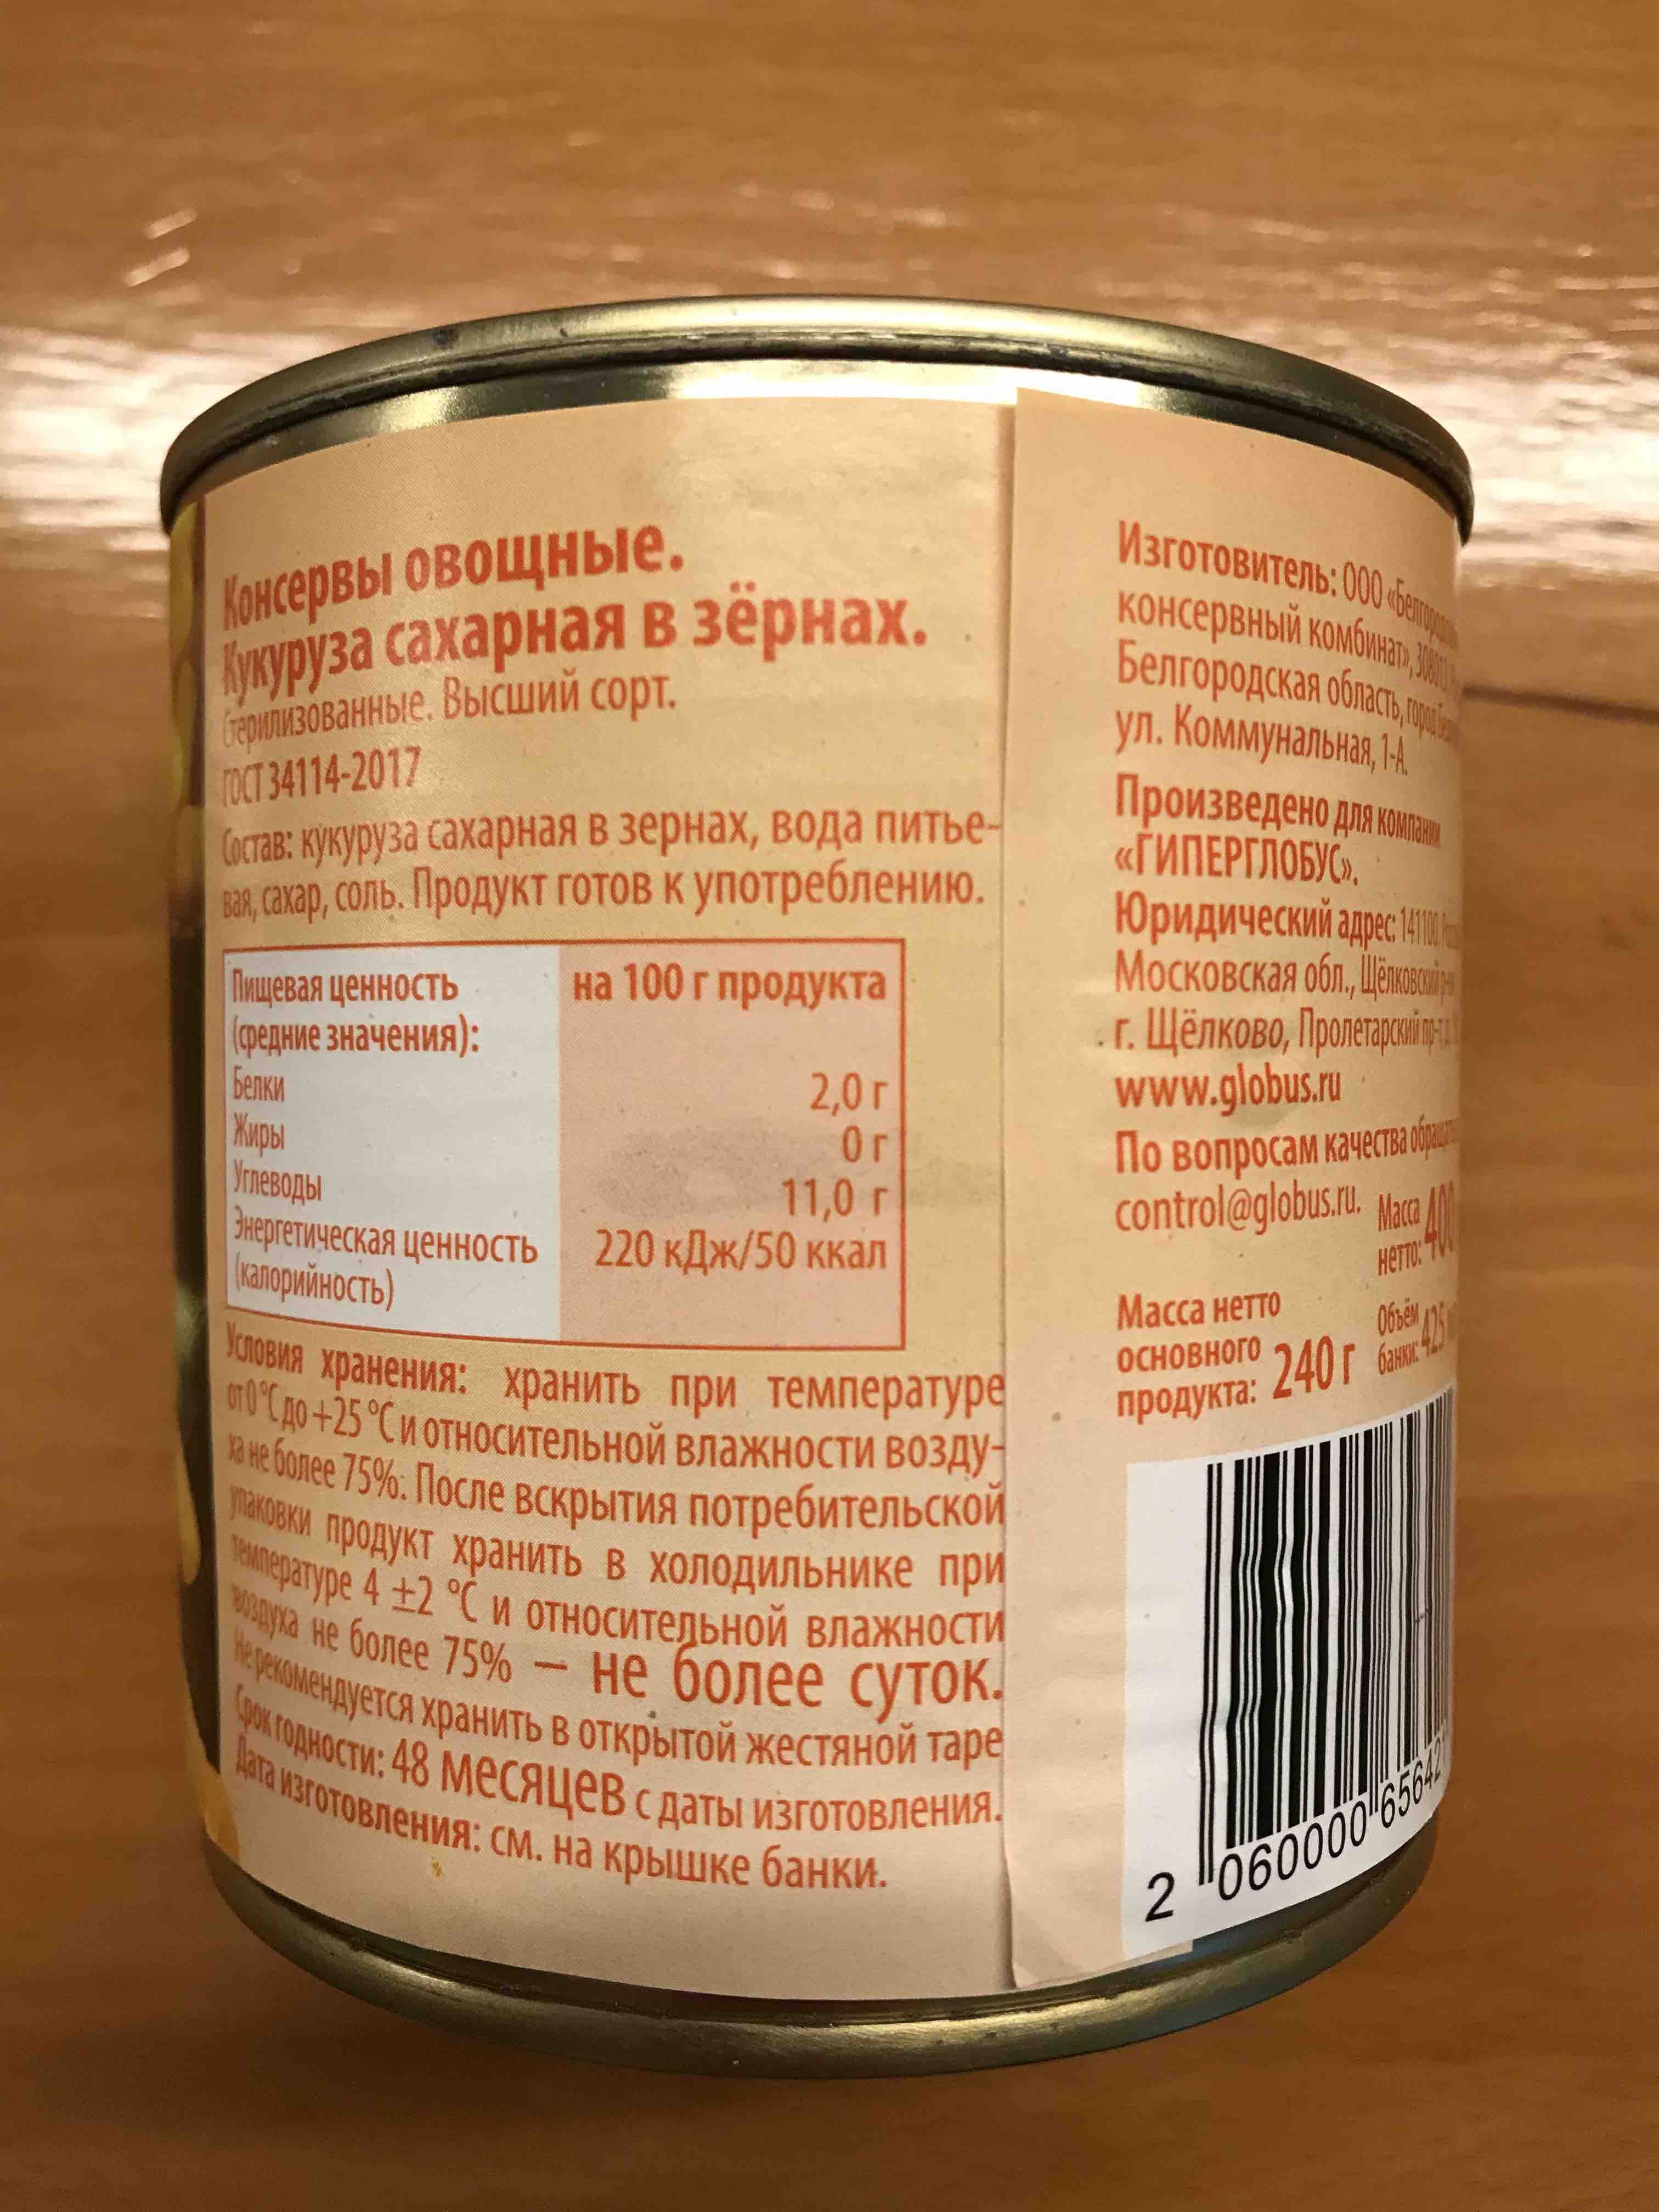 Консервы овощные.
Кукуруза сахарная в зёрнах.
Стерилизованные. Высший сорт.
ГОСТ 34114-2017
Состав: кукуруза сахарная в зернах, вода питье-
вая, сахар, соль. Продукт готов к употреблению.
Пищевая ценность на 100 г продукта
(средние значения):
Белки 2,0 г
Жиры 0 г
Углеводы 11,0 г
Энергетическая ценность 220 кДж/50 ккал
(калорийность)
Условия хранения: хранить при температуре
от 0 °С до +25 °С и относительной влажности возду-
ха не более 75%. После вскрытия потребительской
упаковки продукт хранить в холодильнике при
температуре 4 ±2 °С и относительной влажности
воздуха не более 75% – не более суток.
Не рекомендуется хранить в открытой жестяной таре
Срок годности: 48 месяцев с даты изготовления.
Дата изготовления: см. на крышке банки.
Изготовитель: ООО
консервный комбинат»,
Белгородская область, город
ул. Коммунальная, 1-А.
Произведено для компании
«ГИПЕРГЛОБУС».
Юридический адрес: 141100,
Московская обл., Щёлковский
г. Щёлково, Пролетарский
www.globus.ru
По вопросам качества
control@globus.ru.
Масса нетто: 400
Масса нетто
основного
продукта: 240 г
Объём банки: 425
2 060000 65642